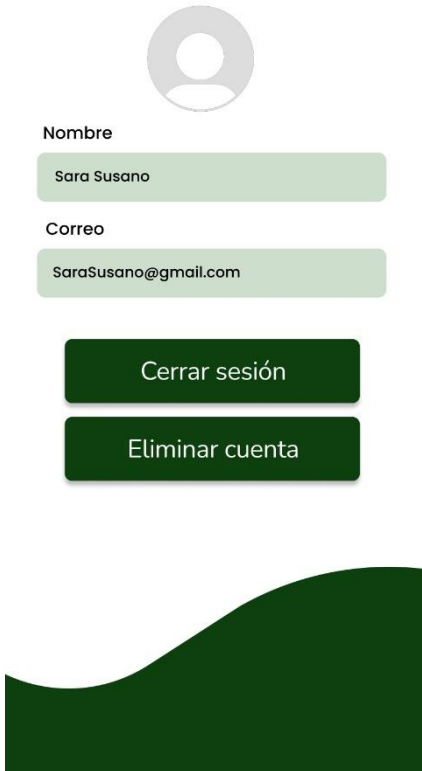 Nombre
Sara Susano
Correo
SaraSusano@gmail.com
Cerrar sesión
Eliminar cuenta